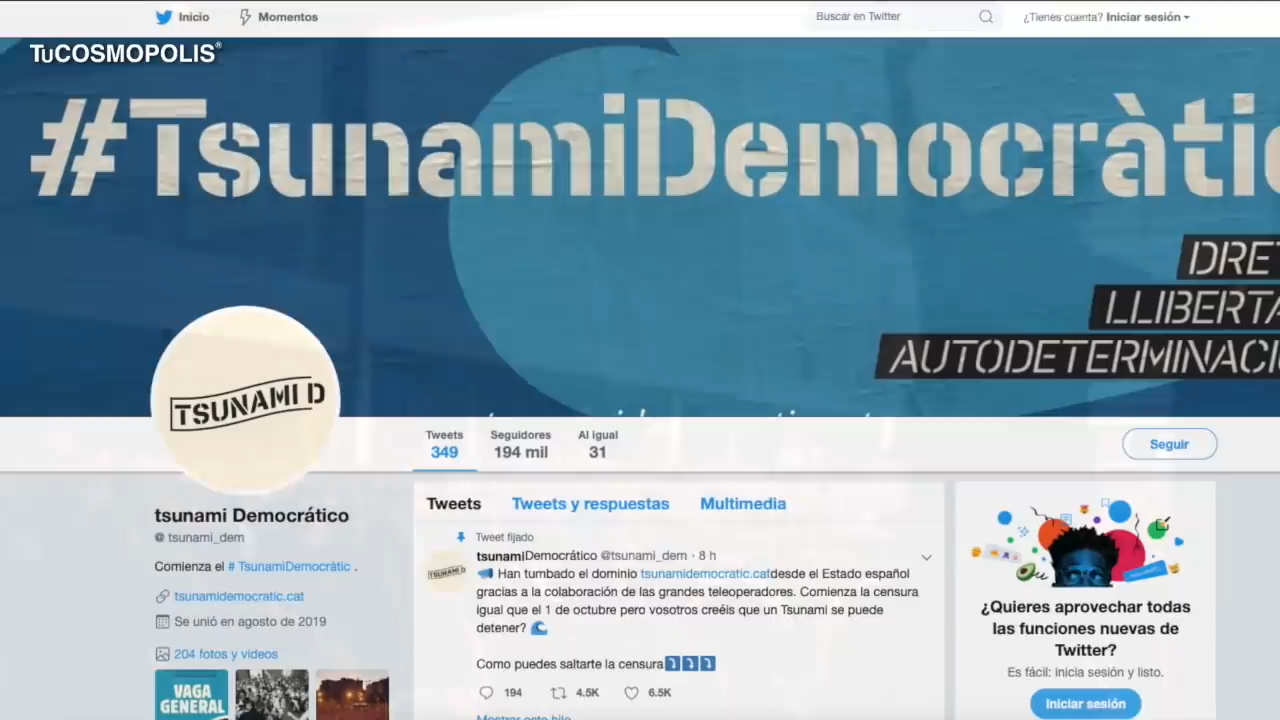 Inicio
Momentos
Buscar en Twitter
¿Tienes cuenta? Iniciar sesión
TuCOSMOPOLIS®
#TsunamiDemocràtic
DRET
LLIBERTA
AUTODETERMINACI
TSUNAMI D
Tweets
349
Seguidores
194 mil
Al igual
31
Seguir
tsunami Democrático
@ tsunami_dem
Comienza el # TsunamiDemocràtic .
tsunamidemocratic.cat
Se unió en agosto de 2019
204 fotos y videos
VAGA
GENERAL
Tweets
Tweets y respuestas
Multimedia
Tweet fijado
TSUNAMI D
tsunamiDemocrático @tsunami_dem · 8 h
Han tumbado el dominio tsunamidemocratic.catdesde el Estado español
gracias a la colaboración de las grandes teleoperadores. Comienza la censura
igual que el 1 de octubre pero vosotros creéis que un Tsunami se puede
detener?
Como puedes saltarte la censura
194
4.5K
6.5K
Mostrar este hilo
¿Quieres aprovechar todas
las funciones nuevas de
Twitter?
Es fácil: inicia sesión y listo.
Iniciar sesión